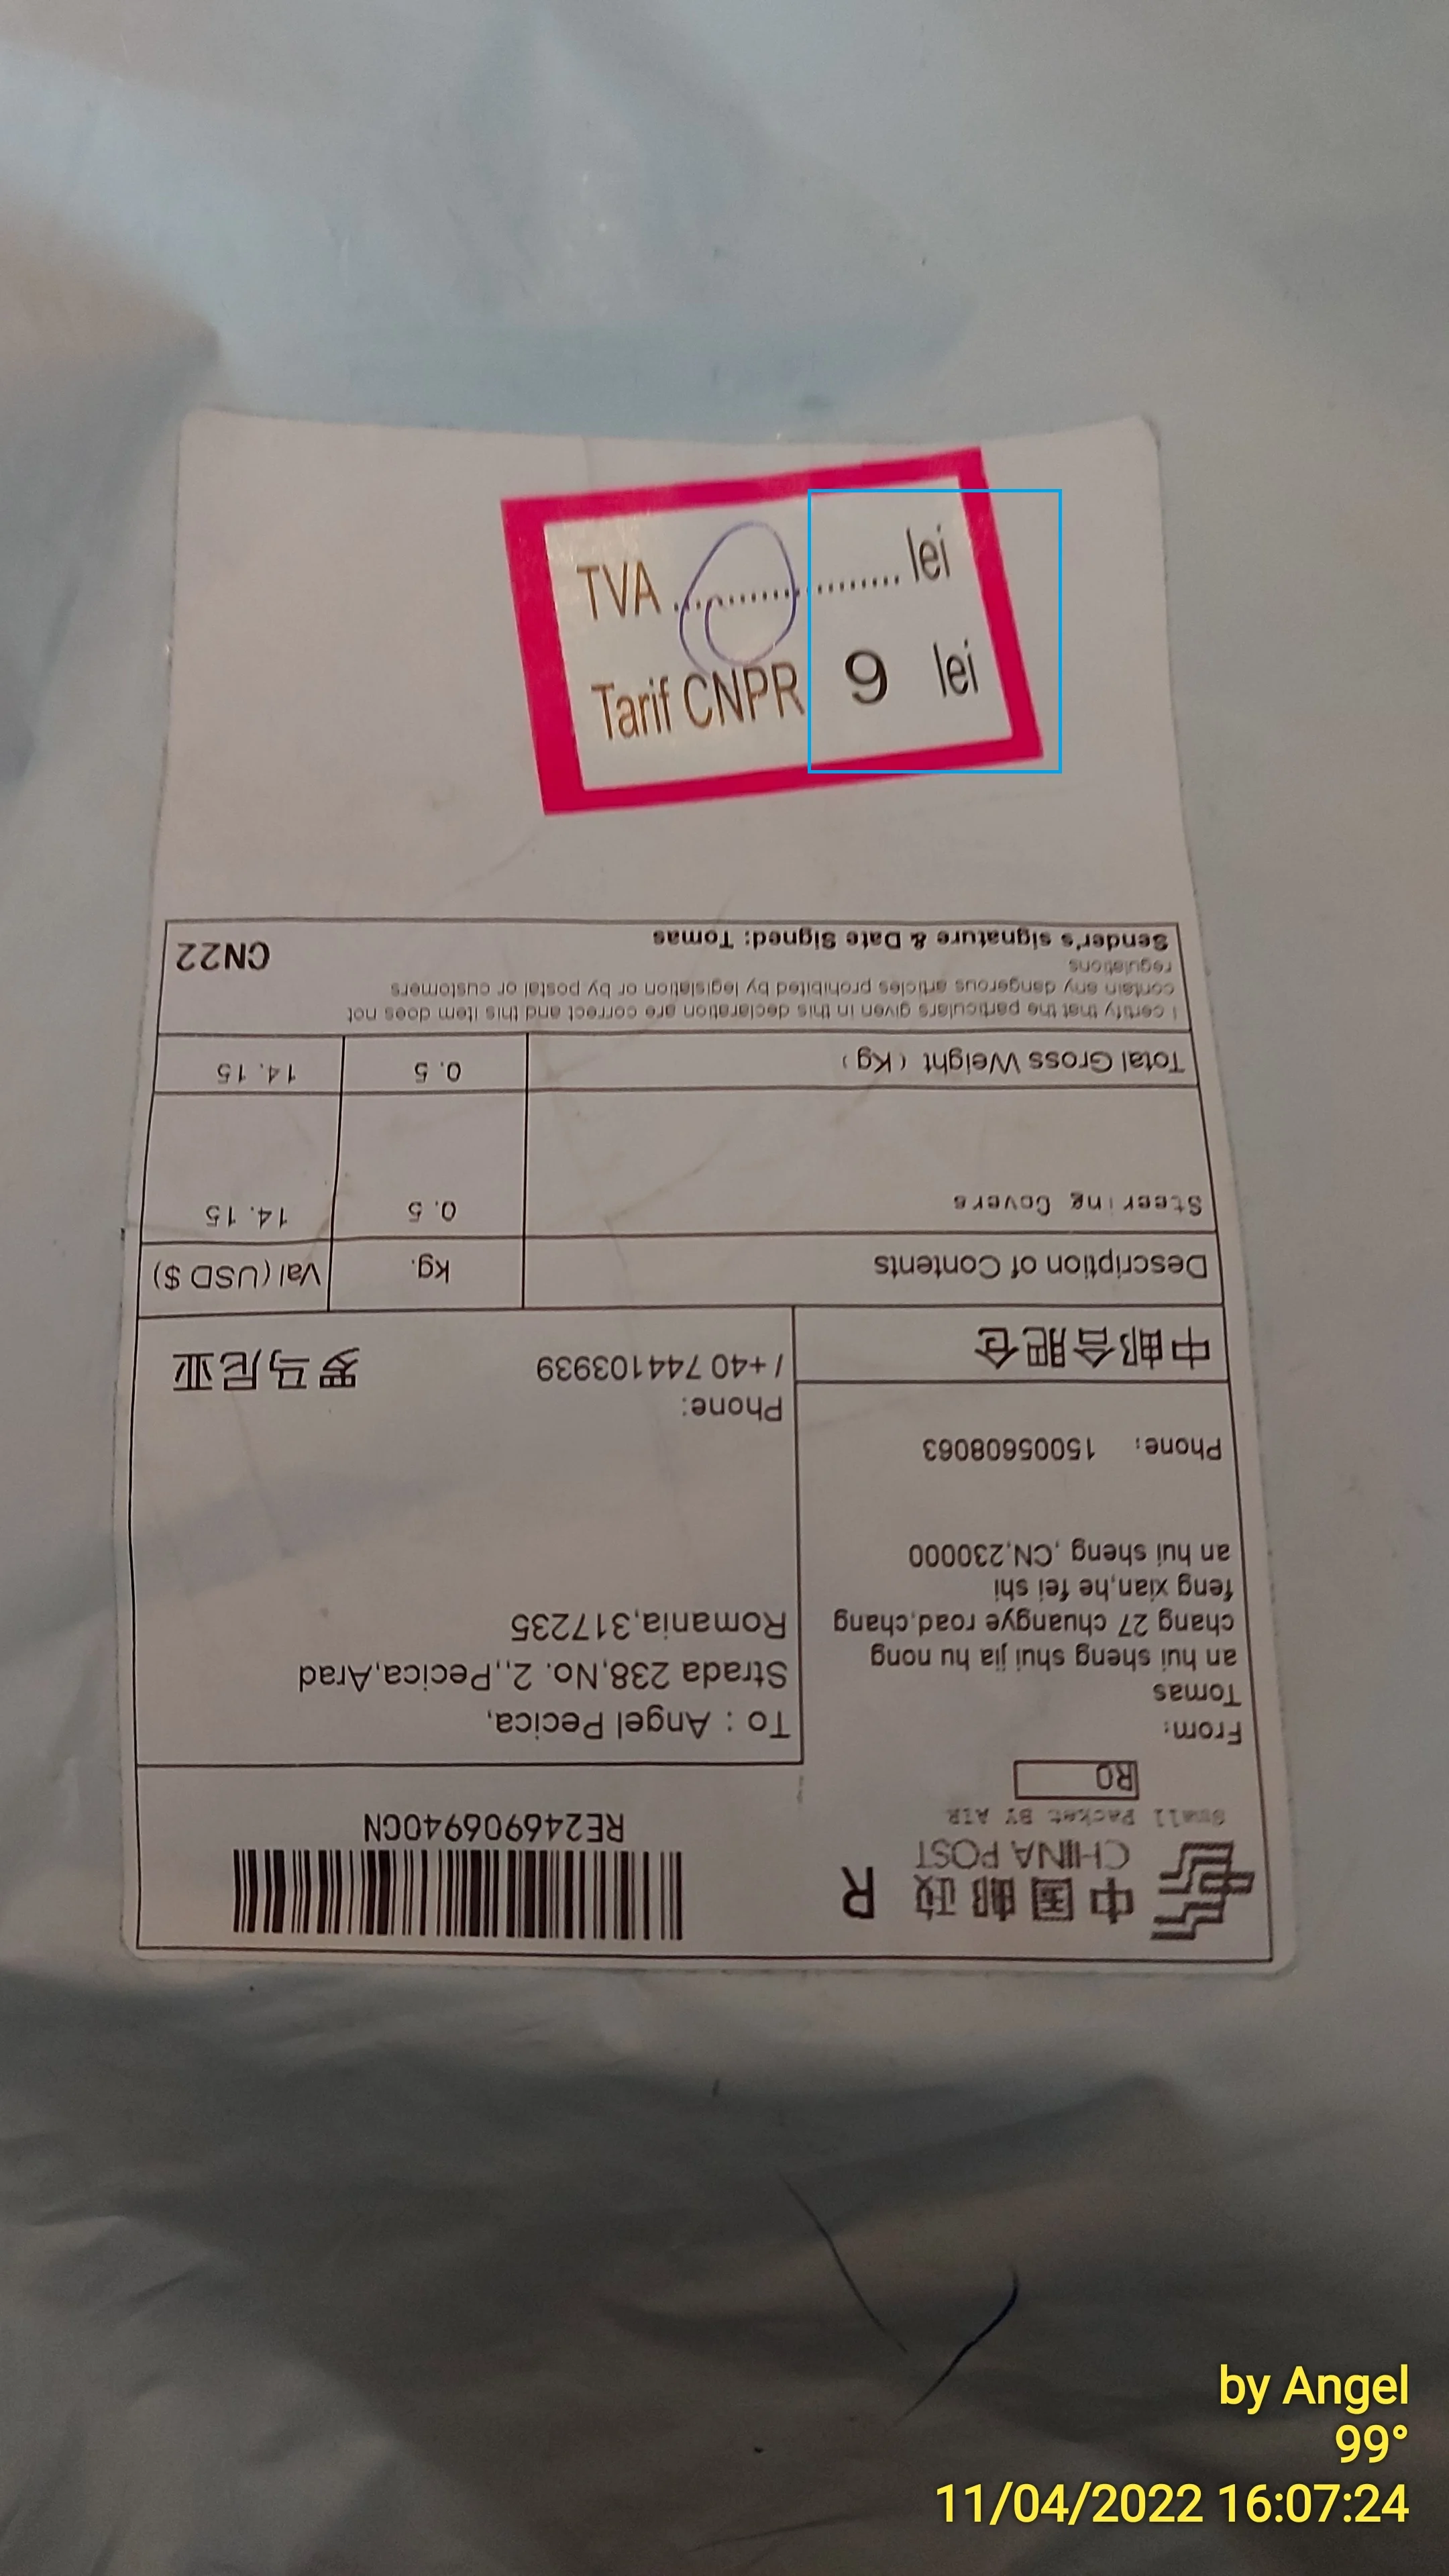 TVA .................... lei
Tarif CNPR 9 lei
中国邮政 R
CHINA POST
Small Packet BY AIR
RO
RE246906940CN
From:
Tomas
an hui sheng shui jia hu nong
chang 27 chuangye road,chang
feng xian,he fei shi
an hui sheng ,CN,230000
Phone: 15005608063
中邮合肥仓
To : Angel Pecica,
Strada 238,No. 2,,Pecica,Arad
Romania,317235
Phone:
/+40 744103939
罗马尼亚
Description of Contents kg. Val(USD $)
Steering Covers 0.5 14.15
Total Gross Weight (Kg) 0.5 14.15
I certify that the particulars given in this declaration are correct and this item does not
contain any dangerous articles prohibited by legislation or by postal or customers
regulations
Sender's signature & Date Signed: Tomas CN22
by Angel
99°
11/04/2022 16:07:24